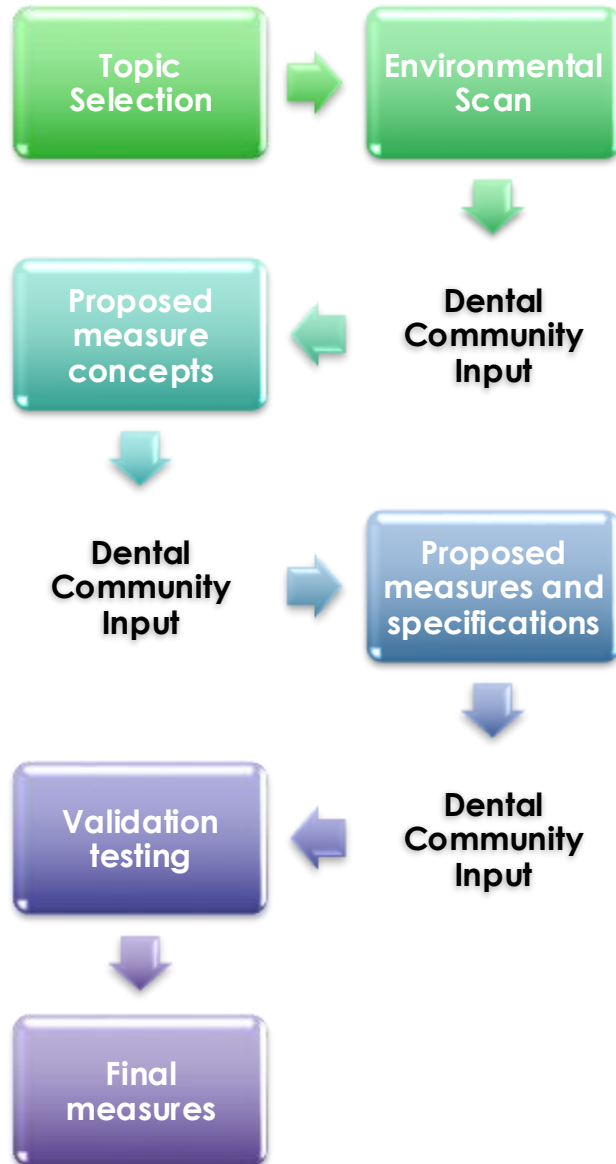 Topic
Selection
Environmental
Scan
Dental
Community
Input
Proposed
measure
concepts
Dental
Community
Input
Proposed
measures and
specifications
Dental
Community
Input
Validation
testing
Final
measures